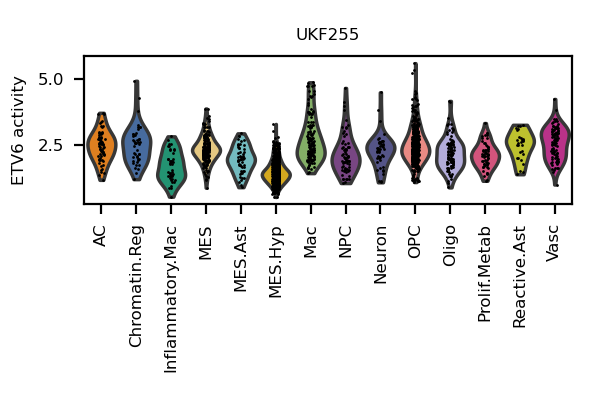 UKF255
ETV6 activity
5.0
2.5
AC
Chromatin.Reg
Inflammatory.Mac
MES
MES.Ast
MES.Hyp
Mac
NPC
Neuron
OPC
Oligo
Prolif.Metab
Reactive.Ast
Vasc